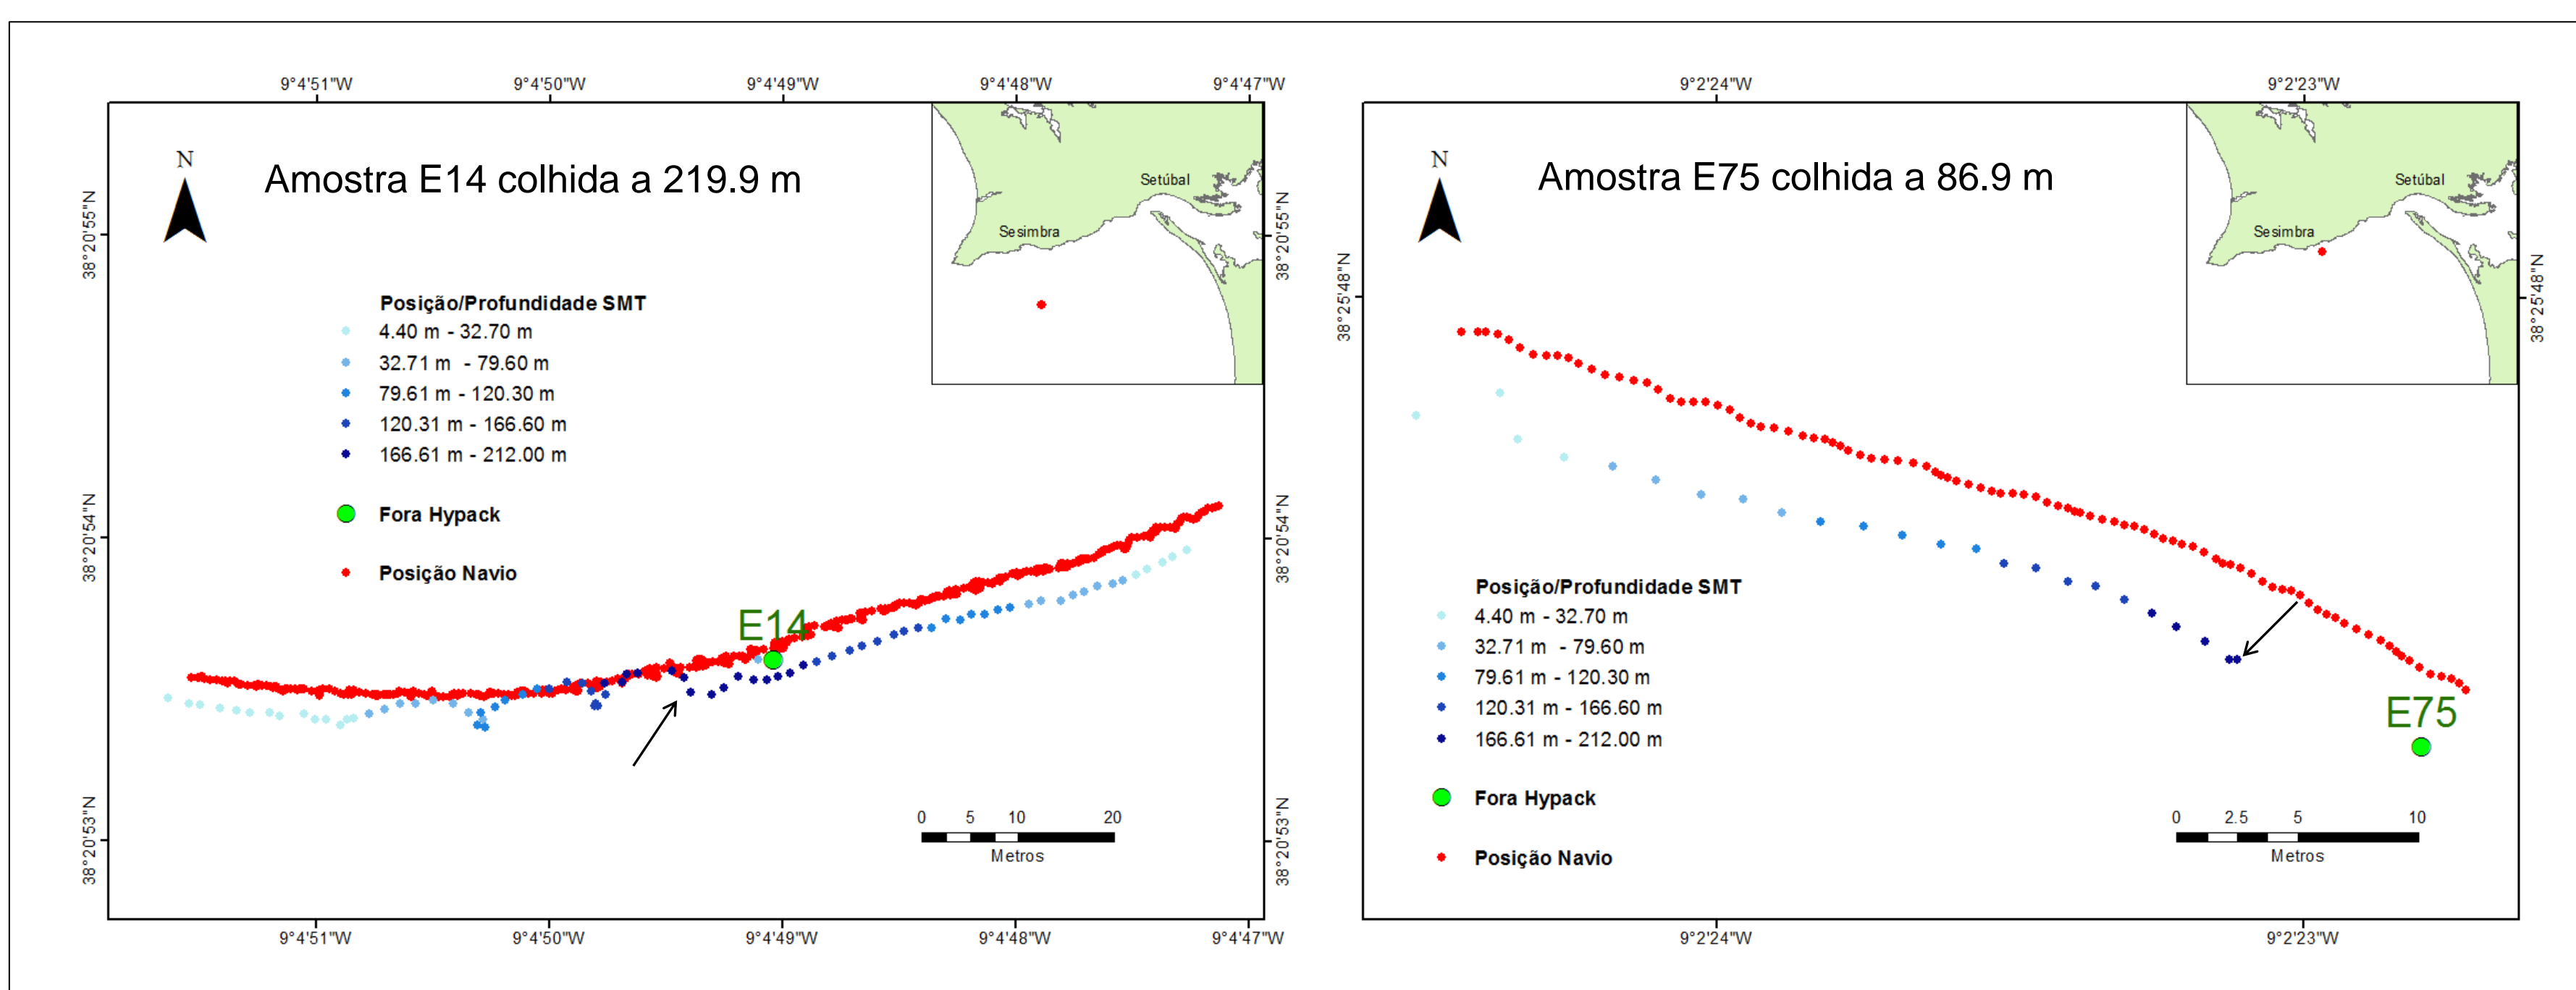 9°4'51"W 9°4'50"W 9°4'49"W 9°4'48"W 9°4'47"W
N
Amostra E14 colhida a 219.9 m
Setúbal
Sesimbra
38°20'55"N
38°20'55"N
Posição/Profundidade SMT
4.40 m - 32.70 m
32.71 m - 79.60 m
79.61 m - 120.30 m
120.31 m - 166.60 m
166.61 m - 212.00 m
Fora Hypack
Posição Navio
38°20'54"N
38°20'54"N
E14
0 5 10 20
Metros
38°20'53"N
38°20'53"N
9°4'51"W 9°4'50"W 9°4'49"W 9°4'48"W 9°4'47"W
9°2'24"W 9°2'23"W
N
Amostra E75 colhida a 86.9 m
Setúbal
Sesimbra
38°25'48"N
38°25'48"N
Posição/Profundidade SMT
4.40 m - 32.70 m
32.71 m - 79.60 m
79.61 m - 120.30 m
120.31 m - 166.60 m
166.61 m - 212.00 m
Fora Hypack
Posição Navio
E75
0 2.5 5 10
Metros
9°2'24"W 9°2'23"W